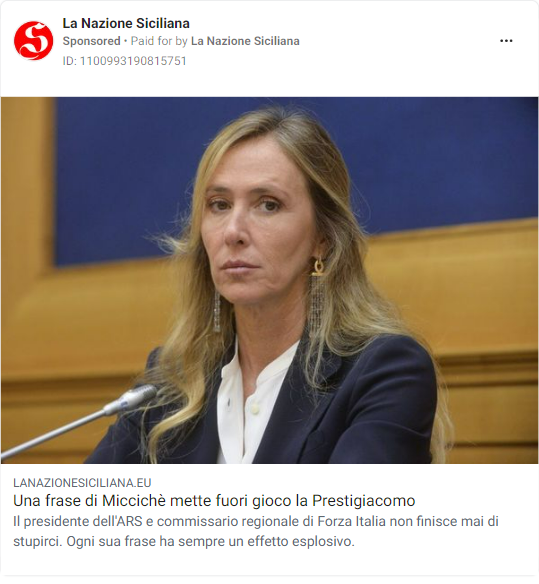 La Nazione Siciliana
Sponsored • Paid for by La Nazione Siciliana
ID: 1100993190815751
LANAZIONESICILIANA.EU
Una frase di Miccichè mette fuori gioco la Prestigiacomo
Il presidente dell'ARS e commissario regionale di Forza Italia non finisce mai di
stupirci. Ogni sua frase ha sempre un effetto esplosivo.